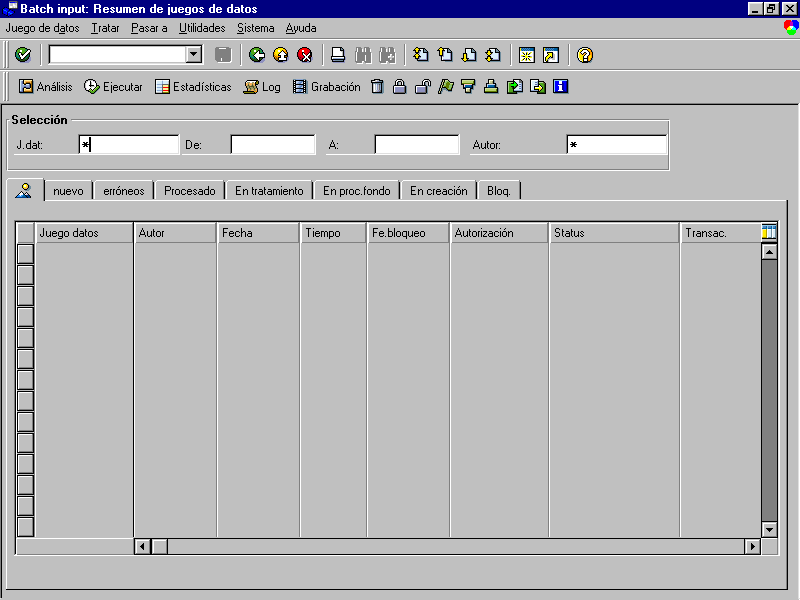 Batch input: Resumen de juegos de datos
Juego de datos Tratar Pasar a Utilidades Sistema Ayuda
Análisis Ejecutar Estadísticas Log Grabación
Selección
J.dat: * De: A: Autor: *
nuevo erróneos Procesado En tratamiento En proc.fondo En creación Bloq.
Juego datos Autor Fecha Tiempo Fe.bloqueo Autorización Status Transac.